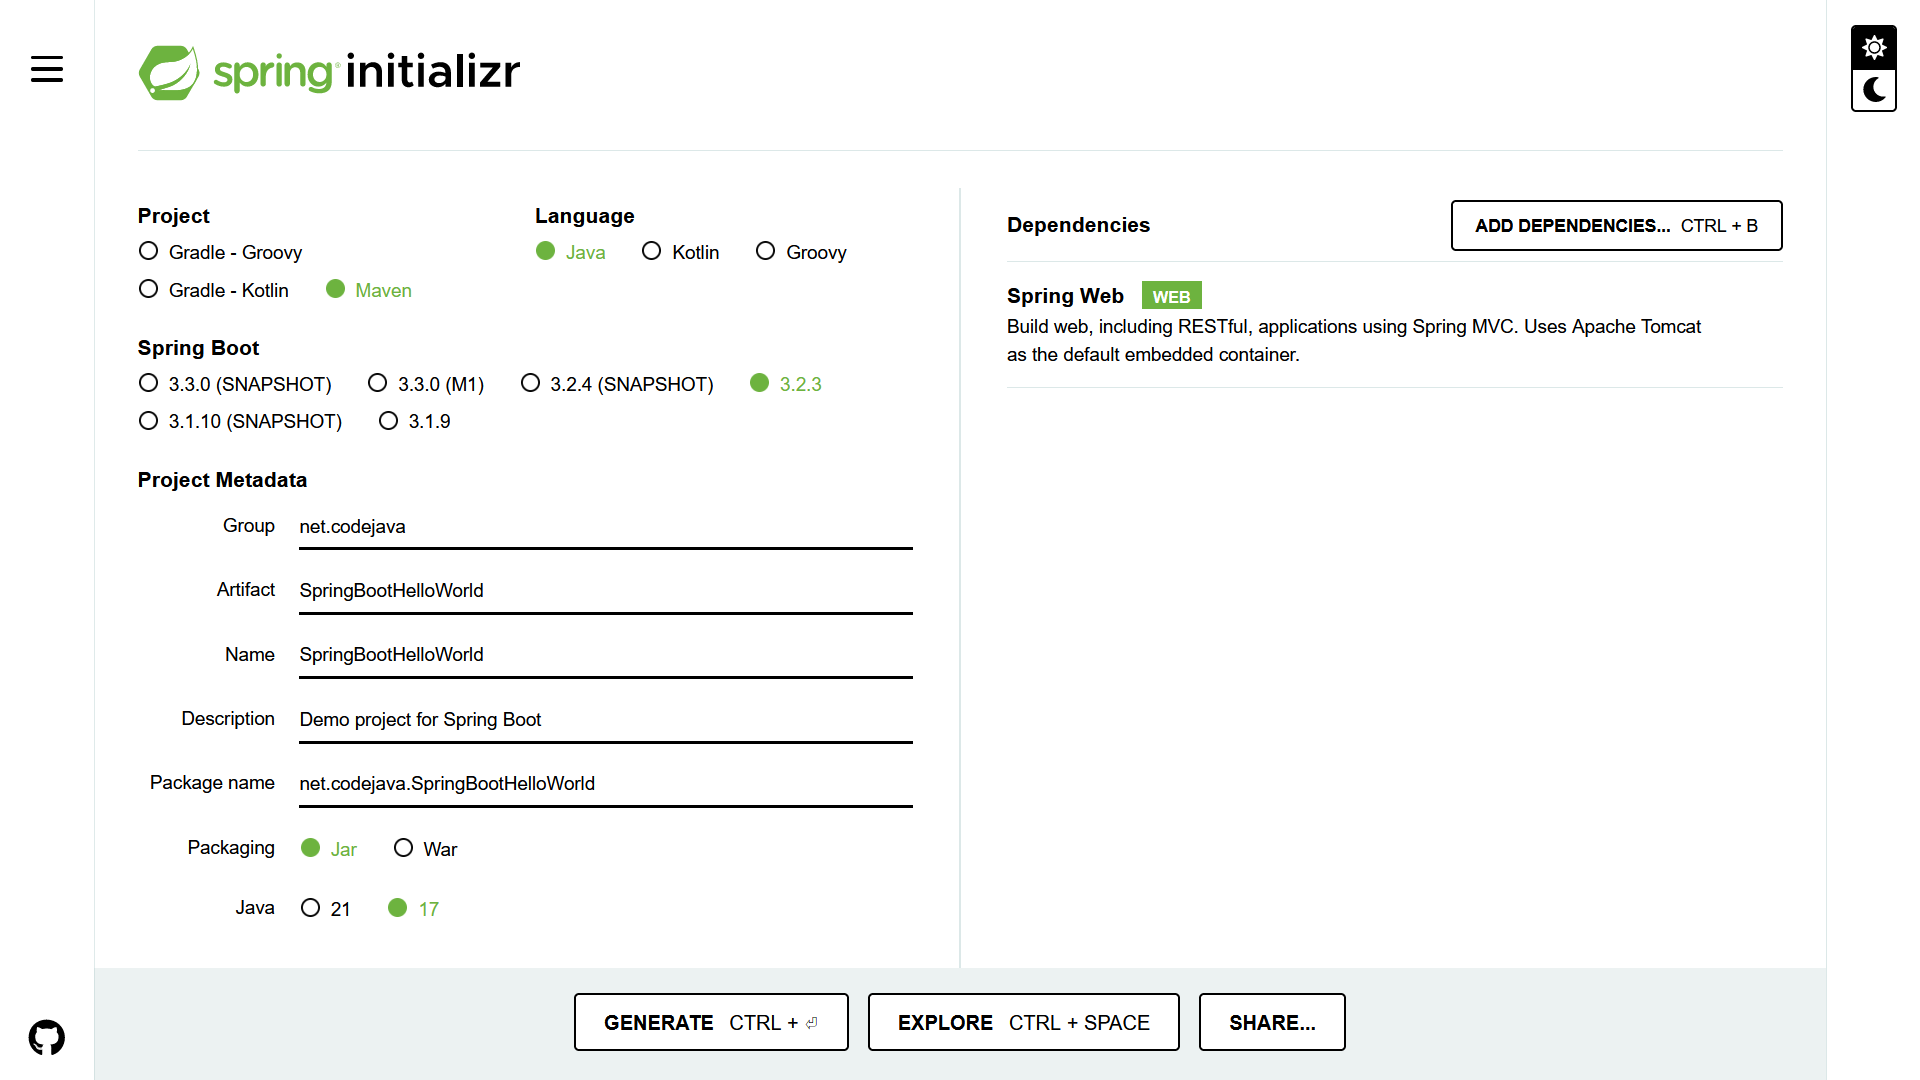 spring initializr
Project
Gradle - Groovy
Gradle - Kotlin Maven
Language
Java Kotlin Groovy
Spring Boot
3.3.0 (SNAPSHOT) 3.3.0 (M1) 3.2.4 (SNAPSHOT) 3.2.3
3.1.10 (SNAPSHOT) 3.1.9
Project Metadata
Group net.codejava
Artifact SpringBootHelloWorld
Name SpringBootHelloWorld
Description Demo project for Spring Boot
Package name net.codejava.SpringBootHelloWorld
Packaging Jar War
Java 21 17
Dependencies ADD DEPENDENCIES... CTRL + B
Spring Web WEB
Build web, including RESTful, applications using Spring MVC. Uses Apache Tomcat
as the default embedded container.
GENERATE CTRL + ⏎ EXPLORE CTRL + SPACE SHARE...